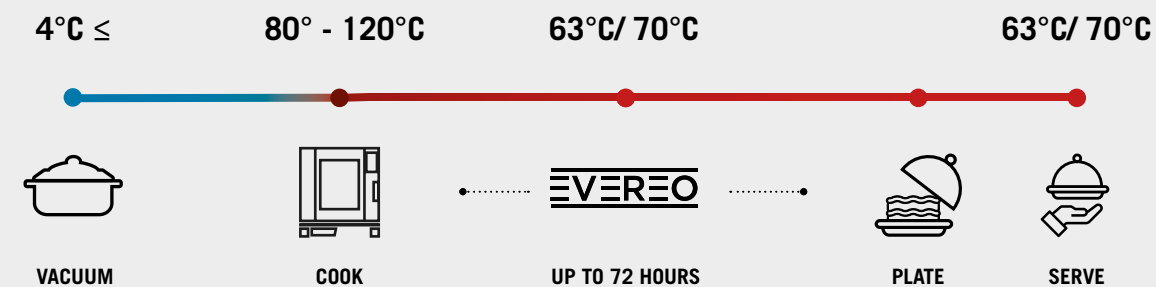 4°C ≤
80° - 120°C
63°C/ 70°C
63°C/ 70°C
EVEREO
VACUUM
COOK
UP TO 72 HOURS
PLATE
SERVE